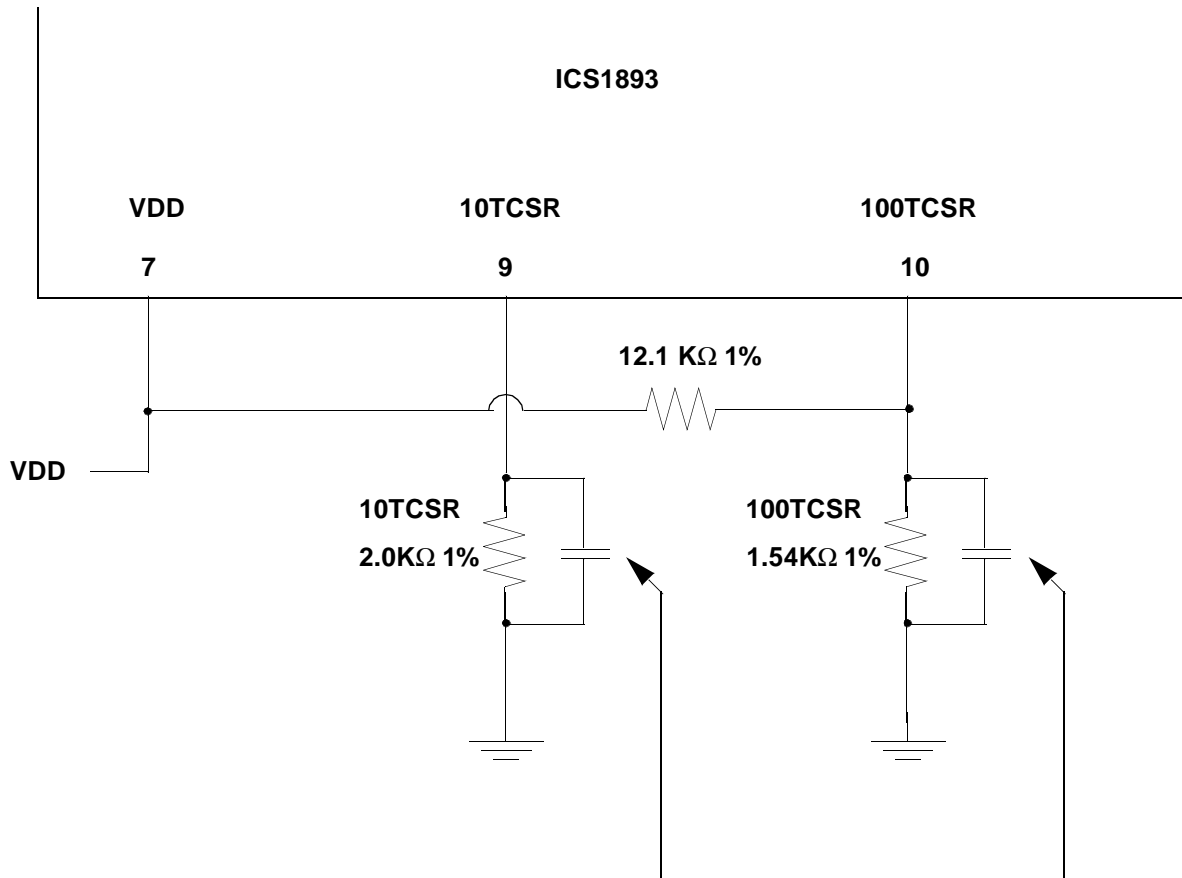 ICS1893
VDD 10TCSR 100TCSR
7 9 10
12.1 KΩ 1%
VDD
10TCSR 100TCSR
2.0KΩ 1% 1.54KΩ 1%